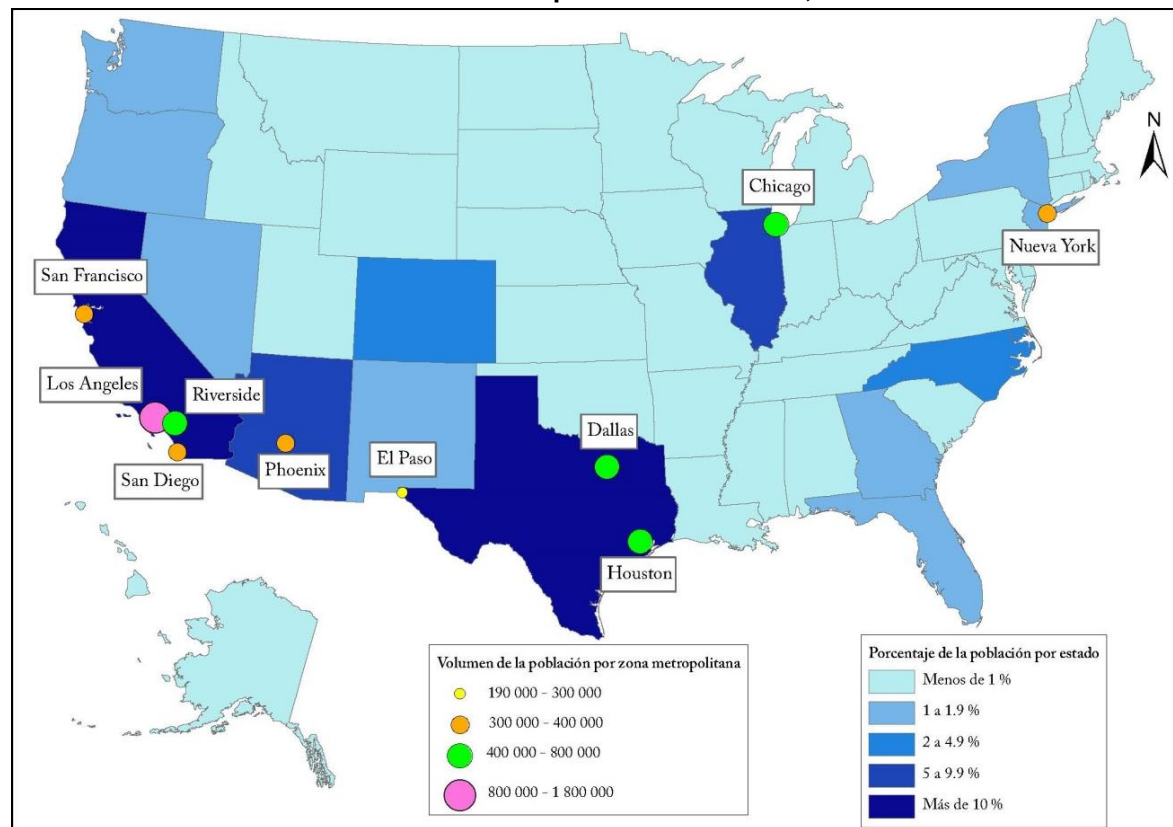 N
Chicago
Nueva York
San Francisco
Los Angeles
Riverside
San Diego
Phoenix
El Paso
Dallas
Houston
Volumen de la población por zona metropolitana
190 000 – 300 000
300 000 – 400 000
400 000 – 800 000
800 000 – 1 800 000
Porcentaje de la población por estado
Menos de 1 %
1 a 1.9 %
2 a 4.9 %
5 a 9.9 %
Más de 10 %